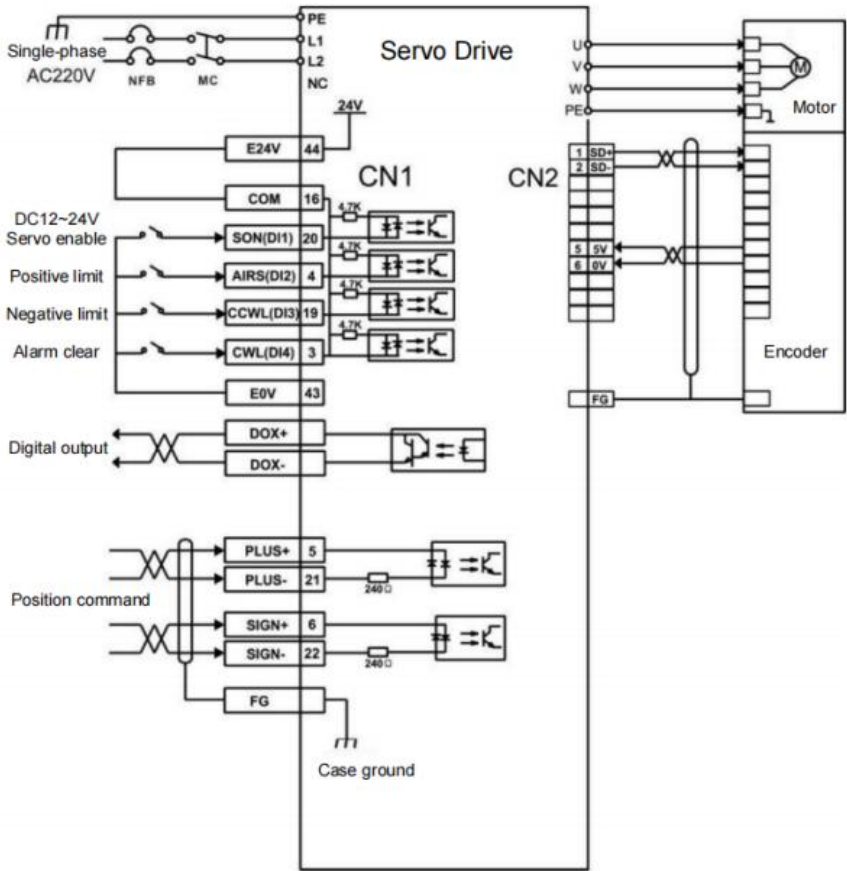 PE
Single-phase
AC220V
NFB
MC
L1
L2
NC
Servo Drive
U
V
W
PE
M
Motor
24V
E24V 44
CN1
CN2
COM 16
DC12~24V
Servo enable
SON(DI1) 20
4.7K
Positive limit
AIRS(DI2) 4
4.7K
Negative limit
CCWL(DI3) 19
4.7K
Alarm clear
CWL(DI4) 3
4.7K
E0V 43
1 SD+
2 SD-
5 5V
6 0V
FG
Encoder
Digital output
DOX+
DOX-
Position command
PLUS+ 5
PLUS- 21
240Ω
SIGN+ 6
SIGN- 22
240Ω
FG
Case ground